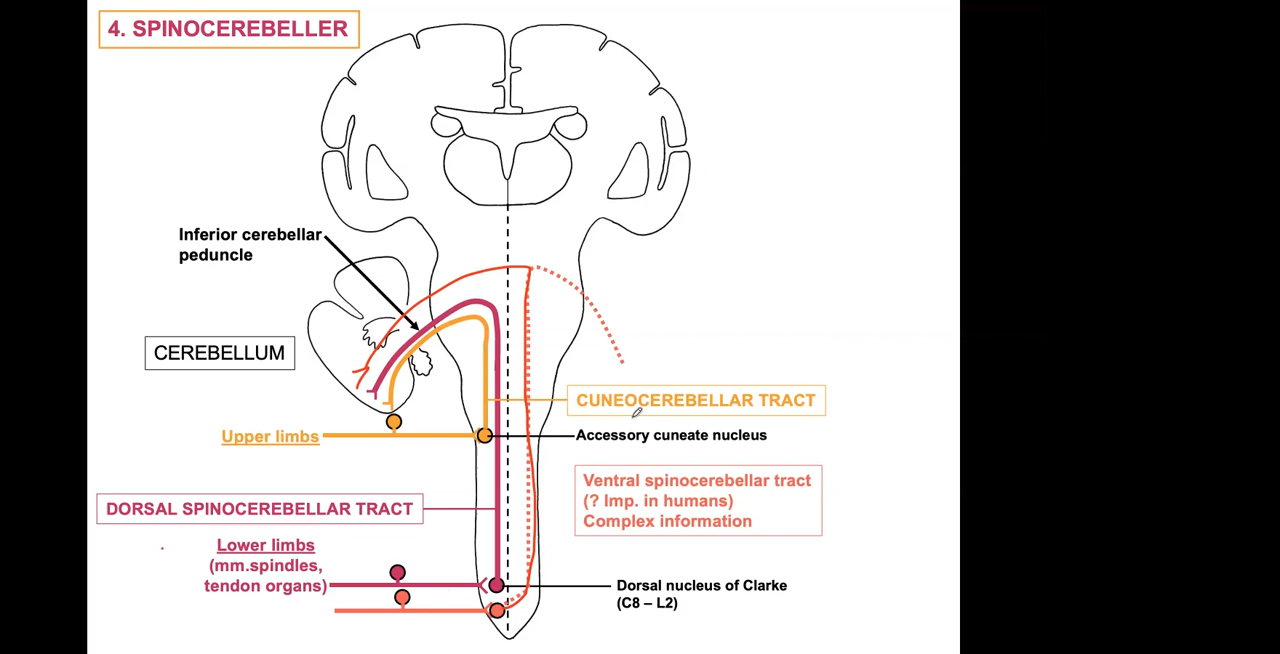 4. SPINOCEREBELLER
Inferior cerebellar
peduncle
CEREBELLUM
CUNEOCEREBELLAR TRACT
Upper limbs
Accessory cuneate nucleus
Ventral spinocerebellar tract
(? Imp. in humans)
Complex information
DORSAL SPINOCEREBELLAR TRACT
Lower limbs
(mm.spindles,
tendon organs)
Dorsal nucleus of Clarke
(C8 – L2)